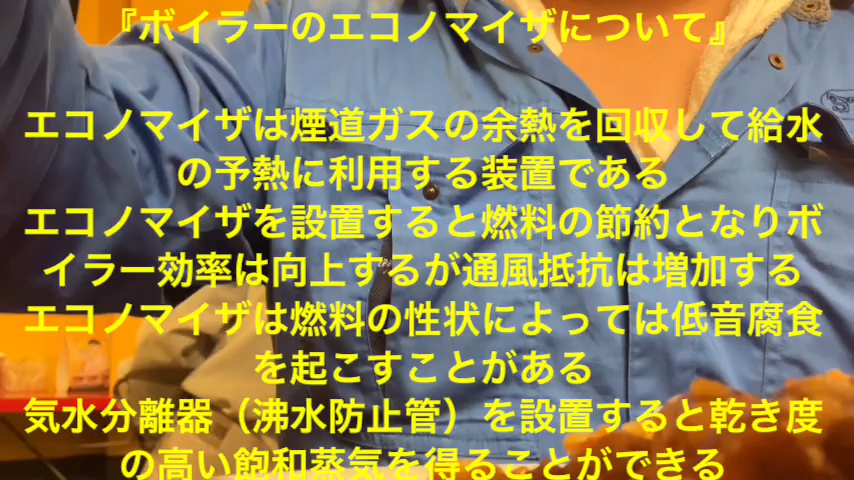 『ボイラーのエコノマイザについて』
エコノマイザは煙道ガスの余熱を回収して給水
の予熱に利用する装置である
エコノマイザを設置すると燃料の節約となりボ
イラー効率は向上するが通風抵抗は増加する
エコノマイザは燃料の性状によっては低音腐食
を起こすことがある
気水分離器（沸水防止管）を設置すると乾き度
の高い飽和蒸気を得ることができる